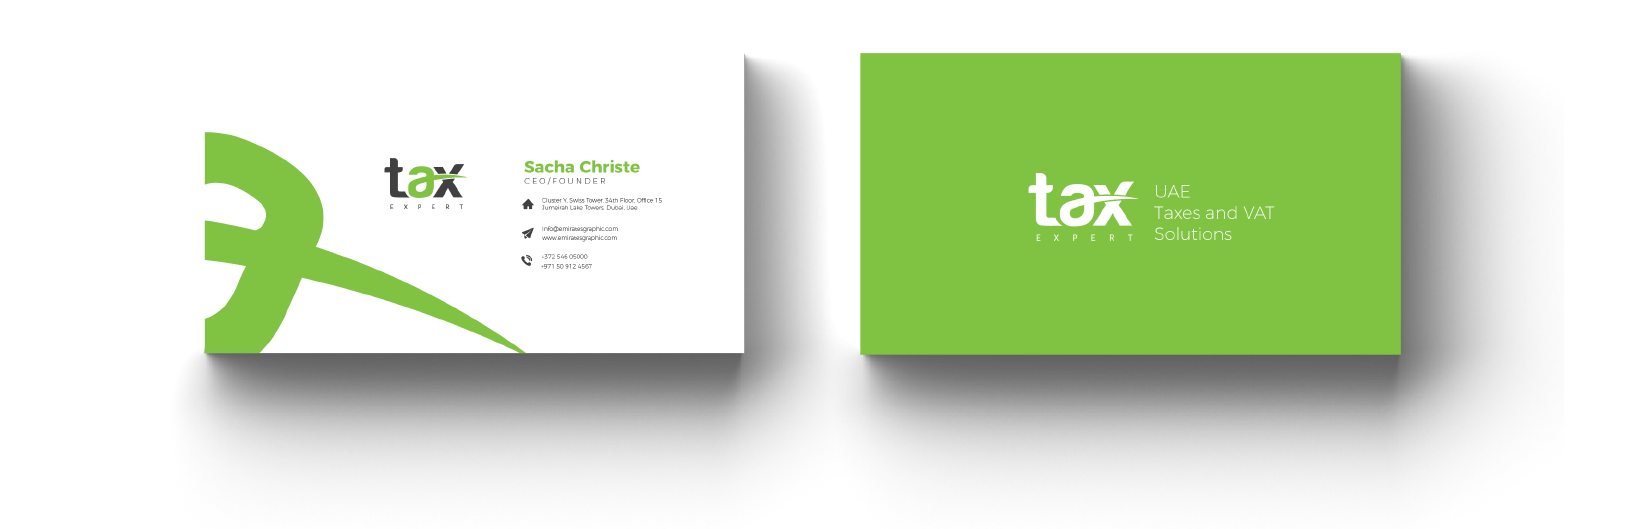 tax
EXPERT
Sacha Christe
CEO/FOUNDER
Cluster Y, Swiss Tower, 34th Floor, Office 15
Jumeirah Lake Towers, Dubai, Uae
info@emiratesgraphic.com
www.emiratesgraphic.com
+372 546 05000
+971 50 912 4567
tax
EXPERT
UAE
Taxes and VAT
Solutions